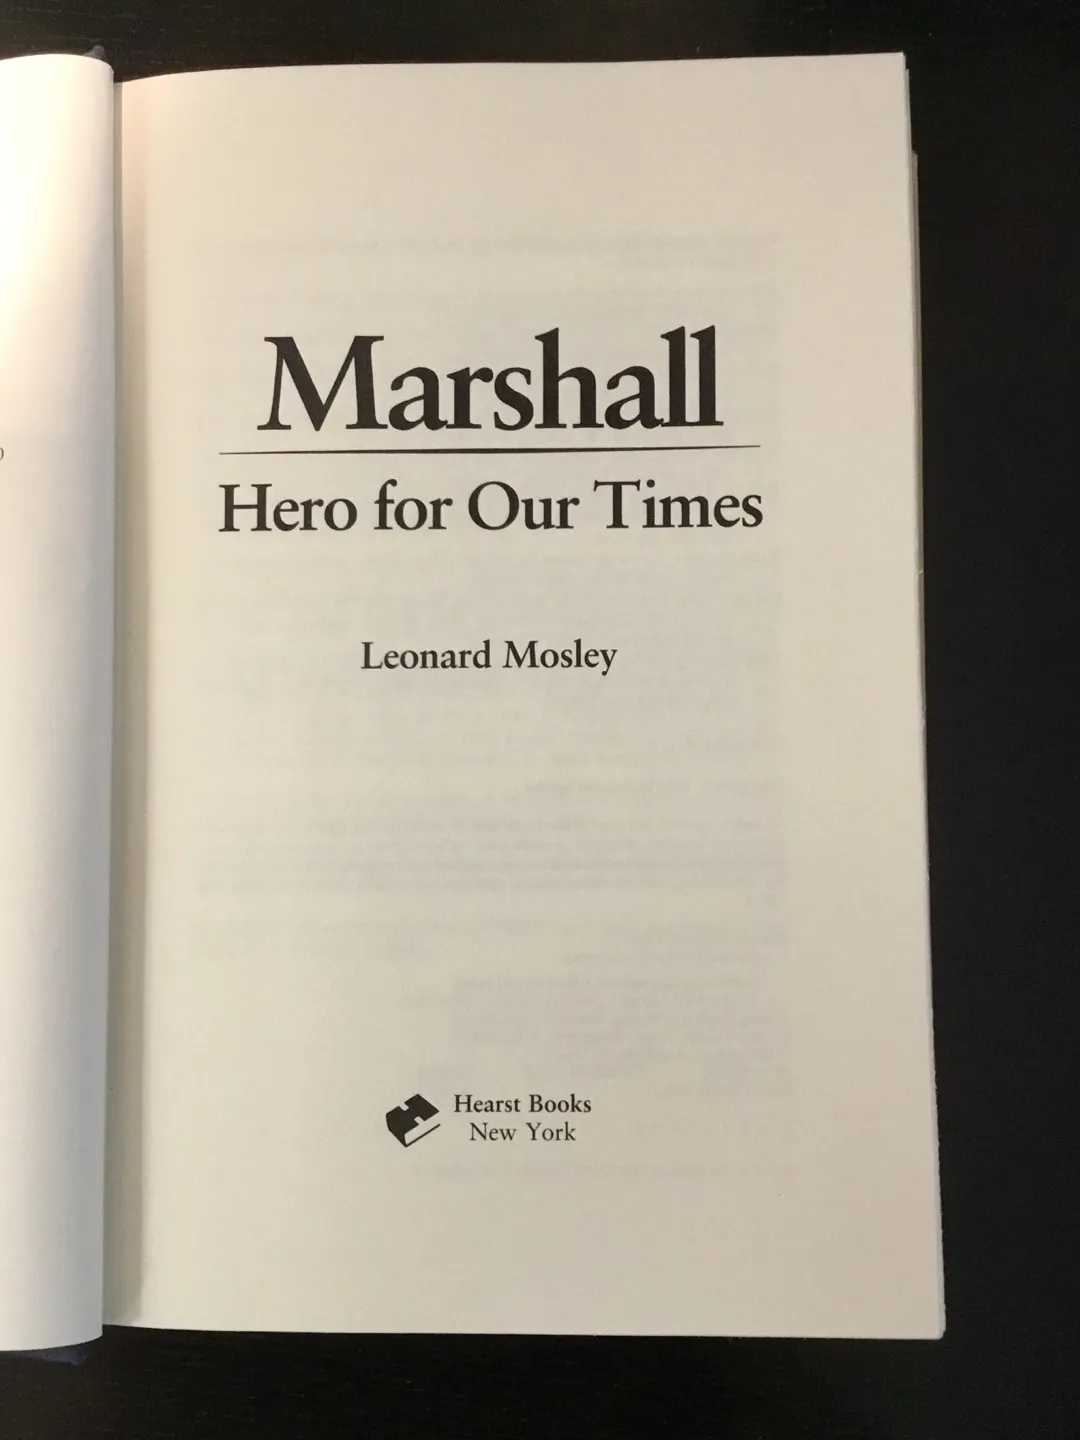 Marshall
Hero for Our Times
Leonard Mosley
Hearst Books
New York